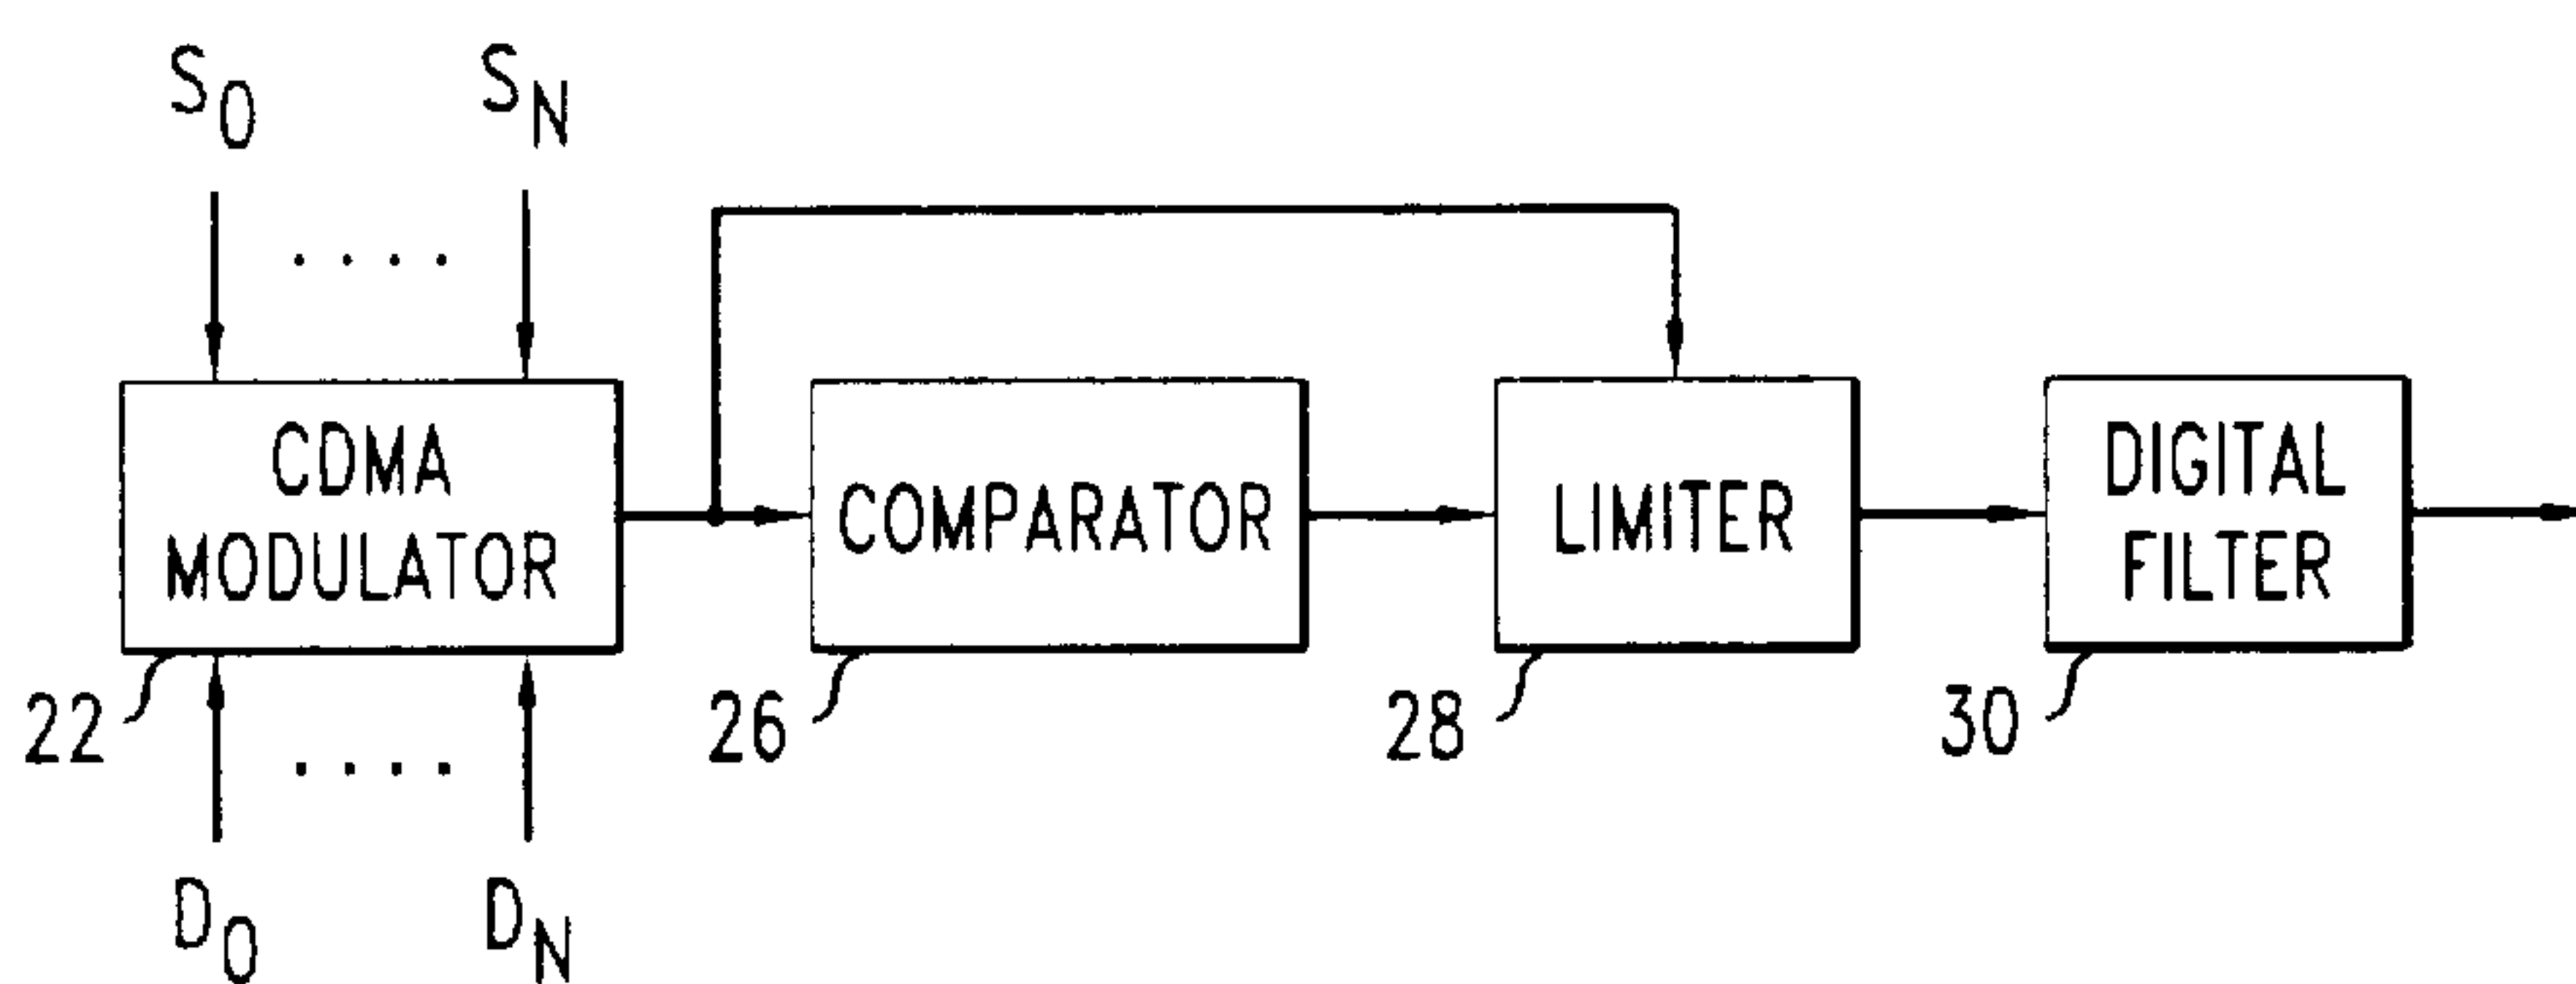 S0 .... SN
CDMA
MODULATOR
COMPARATOR
LIMITER
DIGITAL
FILTER
22
26
28
30
D0 .... DN